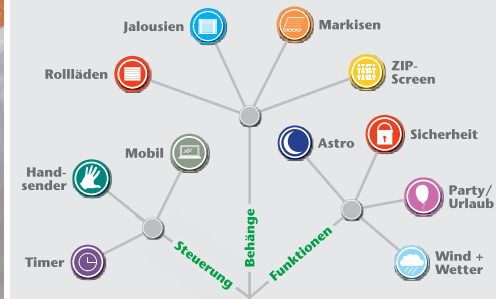 Jalousien
Markisen
Rollläden
ZIP-
Screen
Mobil
Astro
Sicherheit
Hand-
sender
Party/
Urlaub
Timer
Steuerung
Behänge
Funktionen
Wind +
Wetter